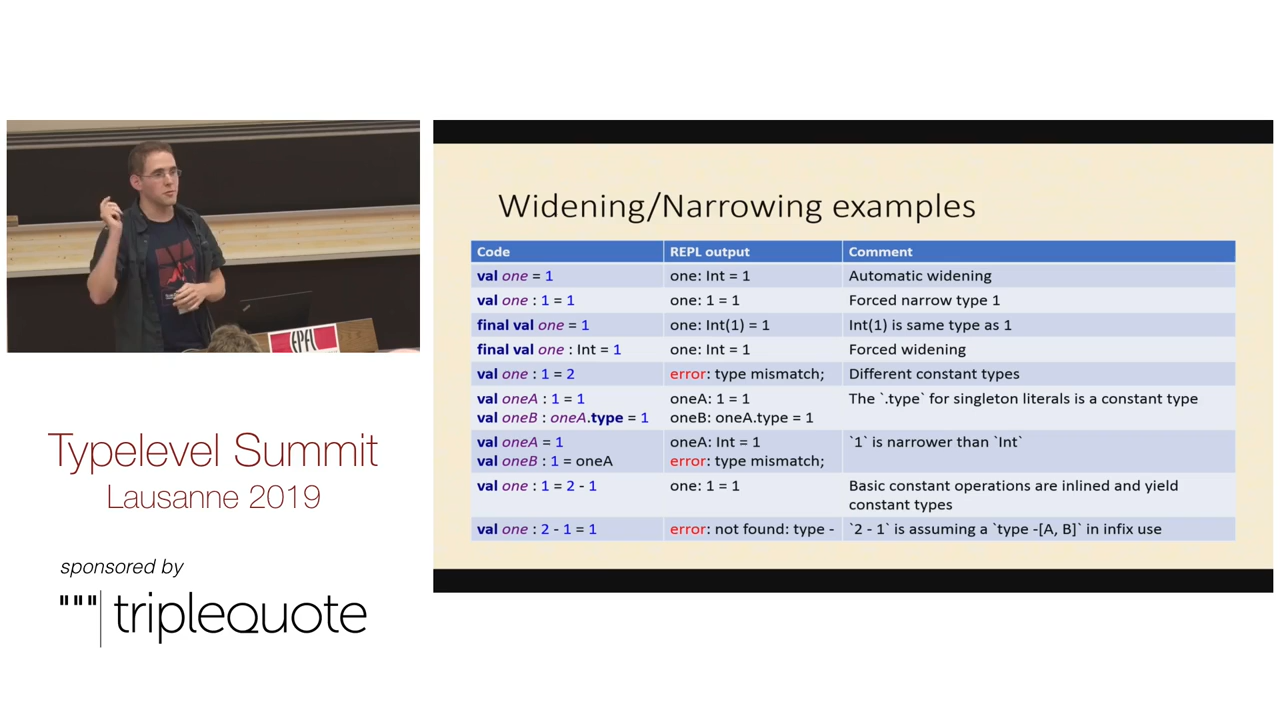 EPFL
Typelevel Summit
Lausanne 2019
sponsored by
"""|triplequote
Widening/Narrowing examples
Code REPL output Comment
val one = 1 one: Int = 1 Automatic widening
val one : 1 = 1 one: 1 = 1 Forced narrow type 1
final val one = 1 one: Int(1) = 1 Int(1) is same type as 1
final val one : Int = 1 one: Int = 1 Forced widening
val one : 1 = 2 error: type mismatch; Different constant types
val oneA : 1 = 1 oneA: 1 = 1 The `.type` for singleton literals is a constant type
val oneB : oneA.type = 1 oneB: oneA.type = 1
val oneA = 1 oneA: Int = 1 `1` is narrower than `Int`
val oneB : 1 = oneA error: type mismatch;
val one : 1 = 2 - 1 one: 1 = 1 Basic constant operations are inlined and yield
constant types
val one : 2 - 1 = 1 error: not found: type - `2 - 1` is assuming a `type -[A, B]` in infix use